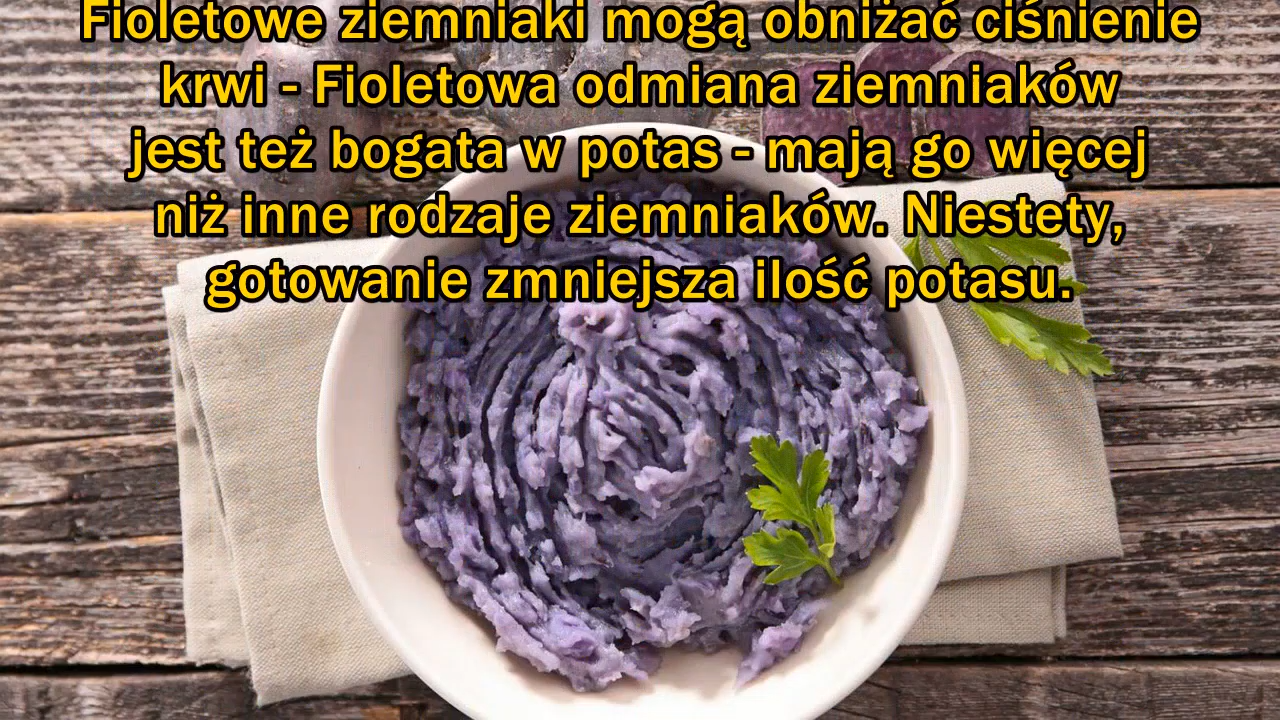 Fioletowe ziemniaki mogą obniżać ciśnienie
krwi - Fioletowa odmiana ziemniaków
jest też bogata w potas - mają go więcej
niż inne rodzaje ziemniaków. Niestety,
gotowanie zmniejsza ilość potasu.